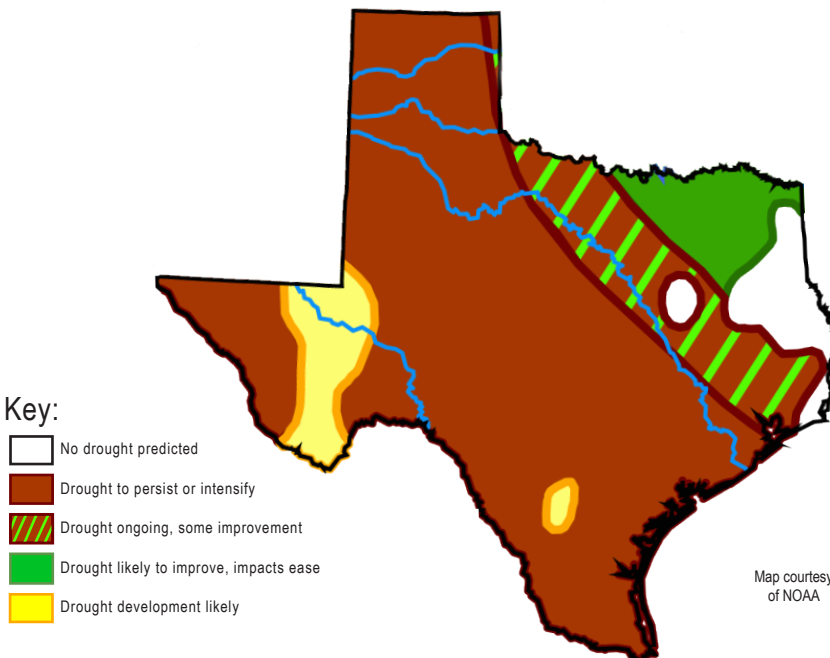 Key:
No drought predicted
Drought to persist or intensify
Drought ongoing, some improvement
Drought likely to improve, impacts ease
Drought development likely
Map courtesy
of NOAA